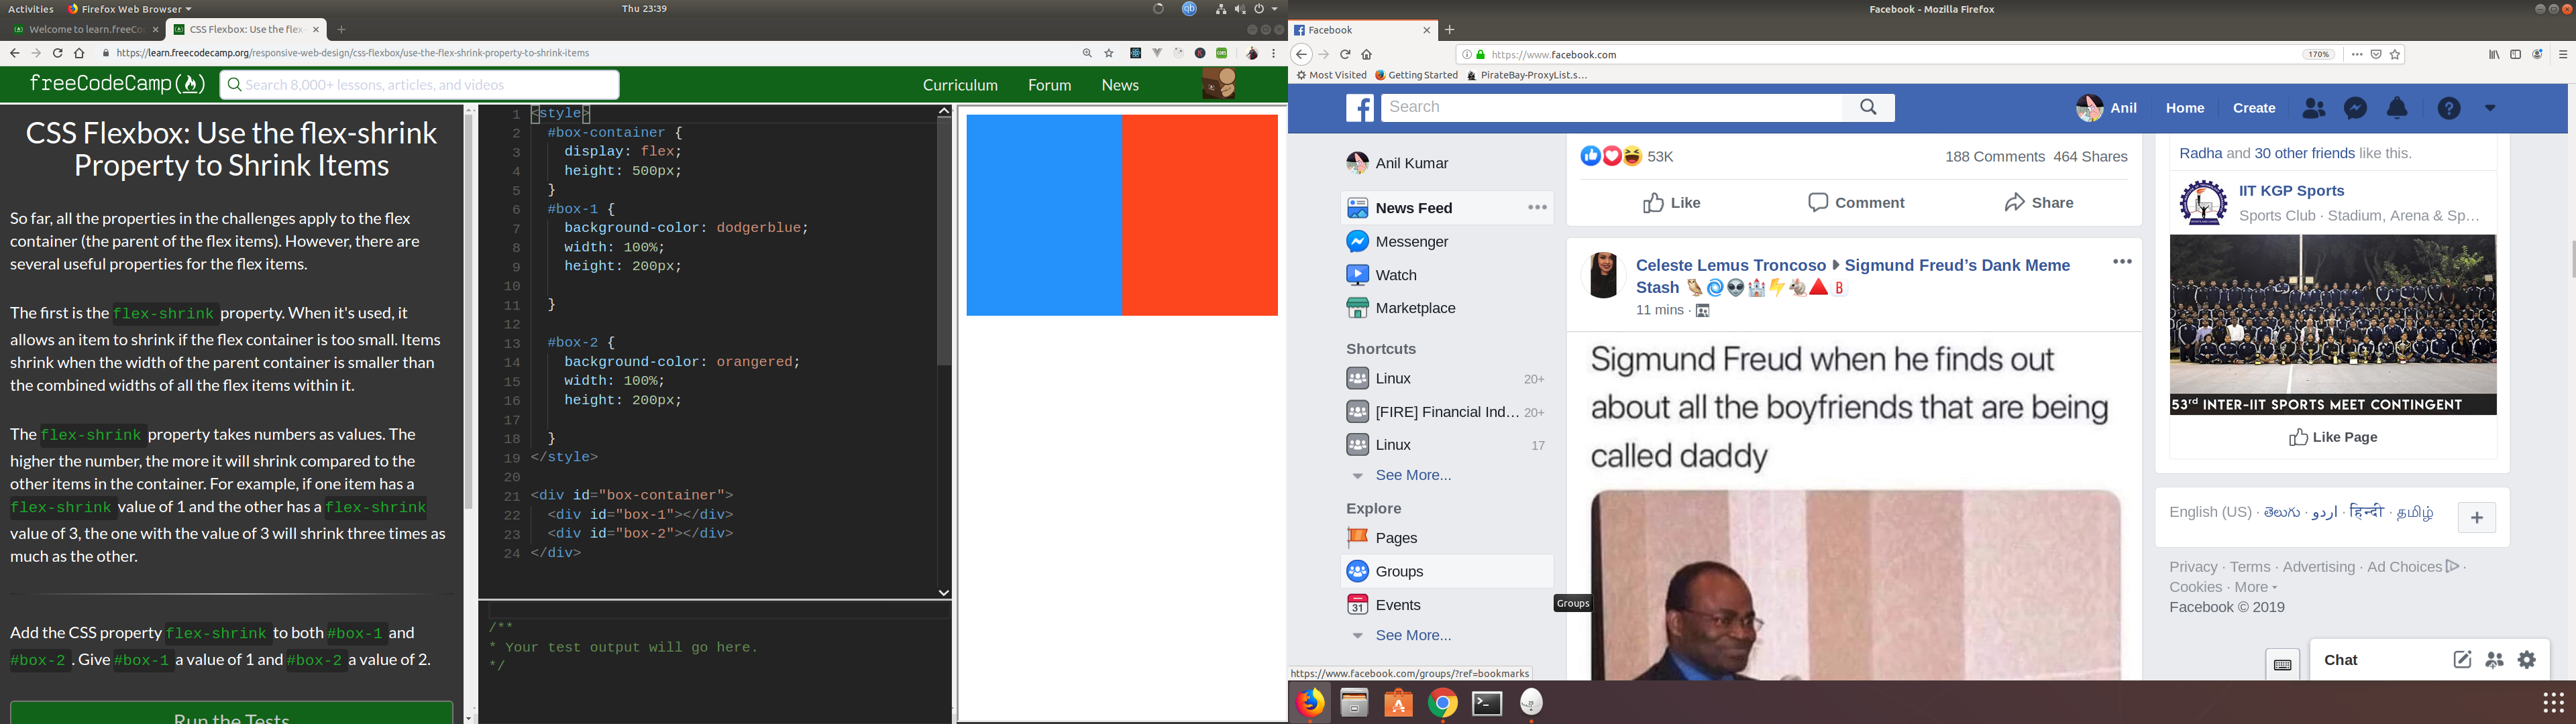 Activities Firefox Web Browser Thu 23:39
Welcome to learn.freeCo
CSS Flexbox: Use the flex-
https://learn.freecodecamp.org/responsive-web-design/css-flexbox/use-the-flex-shrink-property-to-shrink-items
freeCodeCamp
Search 8,000+ lessons, articles, and videos
Curriculum Forum News
CSS Flexbox: Use the flex-shrink
Property to Shrink Items
So far, all the properties in the challenges apply to the flex
container (the parent of the flex items). However, there are
several useful properties for the flex items.
The first is the flex-shrink property. When it's used, it
allows an item to shrink if the flex container is too small. Items
shrink when the width of the parent container is smaller than
the combined widths of all the flex items within it.
The flex-shrink property takes numbers as values. The
higher the number, the more it will shrink compared to the
other items in the container. For example, if one item has a
flex-shrink value of 1 and the other has a flex-shrink
value of 3, the one with the value of 3 will shrink three times as
much as the other.
Add the CSS property flex-shrink to both #box-1 and
#box-2 . Give #box-1 a value of 1 and #box-2 a value of 2.
Run the Tests
1 <style>
2 #box-container {
3 display: flex;
4 height: 500px;
5 }
6 #box-1 {
7 background-color: dodgerblue;
8 width: 100%;
9 height: 200px;
10
11 }
12
13 #box-2 {
14 background-color: orangered;
15 width: 100%;
16 height: 200px;
17
18 }
19 </style>
20
21 <div id="box-container">
22 <div id="box-1"></div>
23 <div id="box-2"></div>
24 </div>
/**
* Your test output will go here.
*/
Facebook - Mozilla Firefox
Facebook
https://www.facebook.com 170%
Most Visited Getting Started PirateBay-ProxyList.s...
Search
Anil Home Create
Anil Kumar
News Feed
Messenger
Watch
Marketplace
Shortcuts
Linux 20+
[FIRE] Financial Ind... 20+
Linux 17
See More...
Explore
Pages
Groups
Events
31
See More...
Groups
https://www.facebook.com/groups/?ref=bookmarks
53K 188 Comments 464 Shares
Like Comment Share
Celeste Lemus Troncoso Sigmund Freud's Dank Meme
Stash B
11 mins ·
Sigmund Freud when he finds out
about all the boyfriends that are being
called daddy
Radha and 30 other friends like this.
IIT KGP Sports
Sports Club · Stadium, Arena & Sp...
53rd INTER-IIT SPORTS MEET CONTINGENT
Like Page
English (US) · తెలుగు · اردو · हिन्दी · தமிழ்
Privacy · Terms · Advertising · Ad Choices ·
Cookies · More
Facebook © 2019
Chat